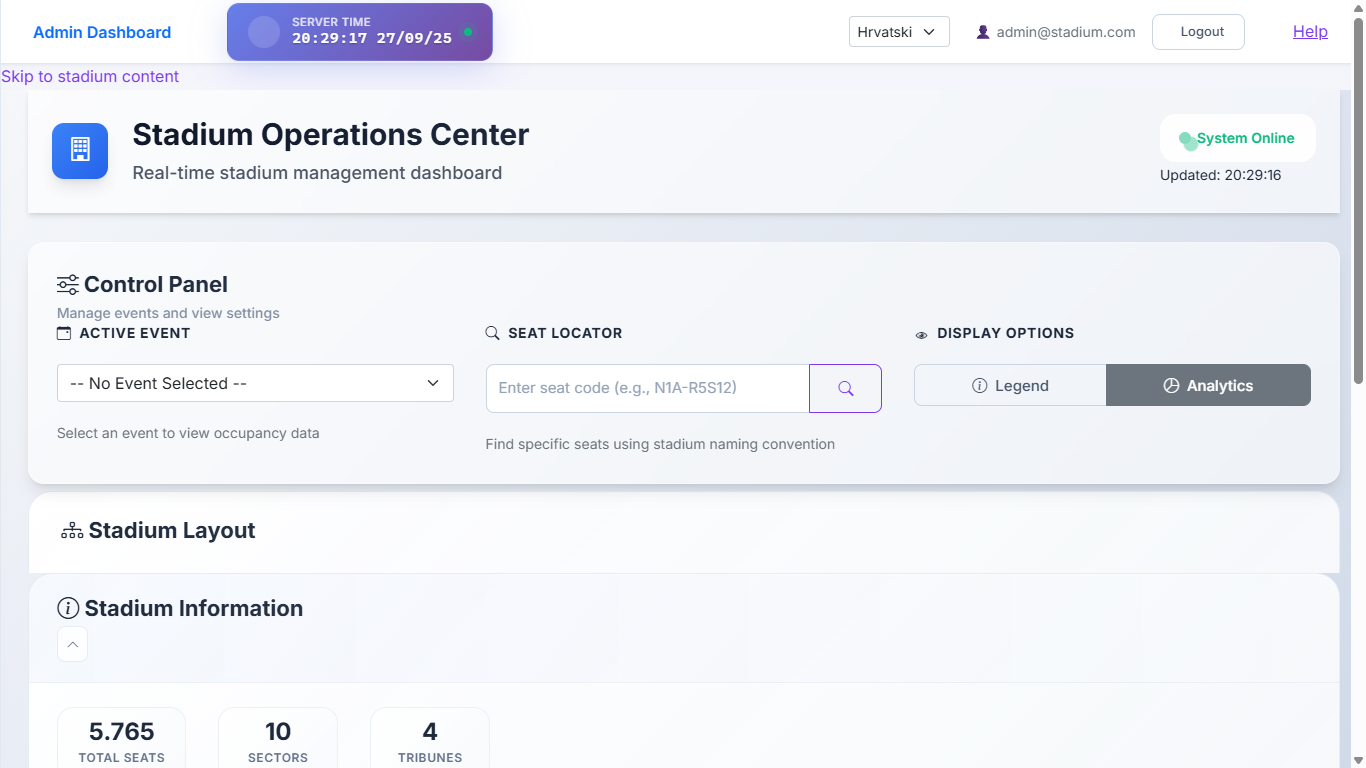 Admin Dashboard
SERVER TIME
20:29:17 27/09/25
Hrvatski
admin@stadium.com
Logout
Help
Skip to stadium content
Stadium Operations Center
Real-time stadium management dashboard
System Online
Updated: 20:29:16
Control Panel
Manage events and view settings
ACTIVE EVENT
-- No Event Selected --
Select an event to view occupancy data
SEAT LOCATOR
Enter seat code (e.g., N1A-R5S12)
Find specific seats using stadium naming convention
DISPLAY OPTIONS
Legend
Analytics
Stadium Layout
Stadium Information
5.765
TOTAL SEATS
10
SECTORS
4
TRIBUNES